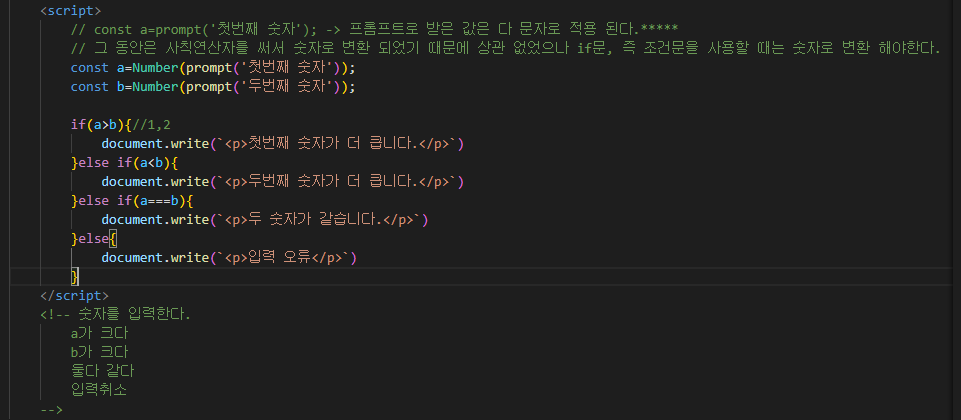 <script>
// const a=prompt('첫번째 숫자'); -> 프롬프트로 받은 값은 다 문자로 적용 된다.*****
// 그 동안은 사칙연산자를 써서 숫자로 변환 되었기 때문에 상관 없었으나 if문, 즉 조건문을 사용할 때는 숫자로 변환 해야한다.
const a=Number(prompt('첫번째 숫자'));
const b=Number(prompt('두번째 숫자'));
if(a>b){//1,2
document.write(`<p>첫번째 숫자가 더 큽니다.</p>`)
}else if(a<b){
document.write(`<p>두번째 숫자가 더 큽니다.</p>`)
}else if(a===b){
document.write(`<p>두 숫자가 같습니다.</p>`)
}else{
document.write(`<p>입력 오류</p>`)
}
</script>
<!-- 숫자를 입력한다.
a가 크다
b가 크다
둘다 같다
입력취소
-->